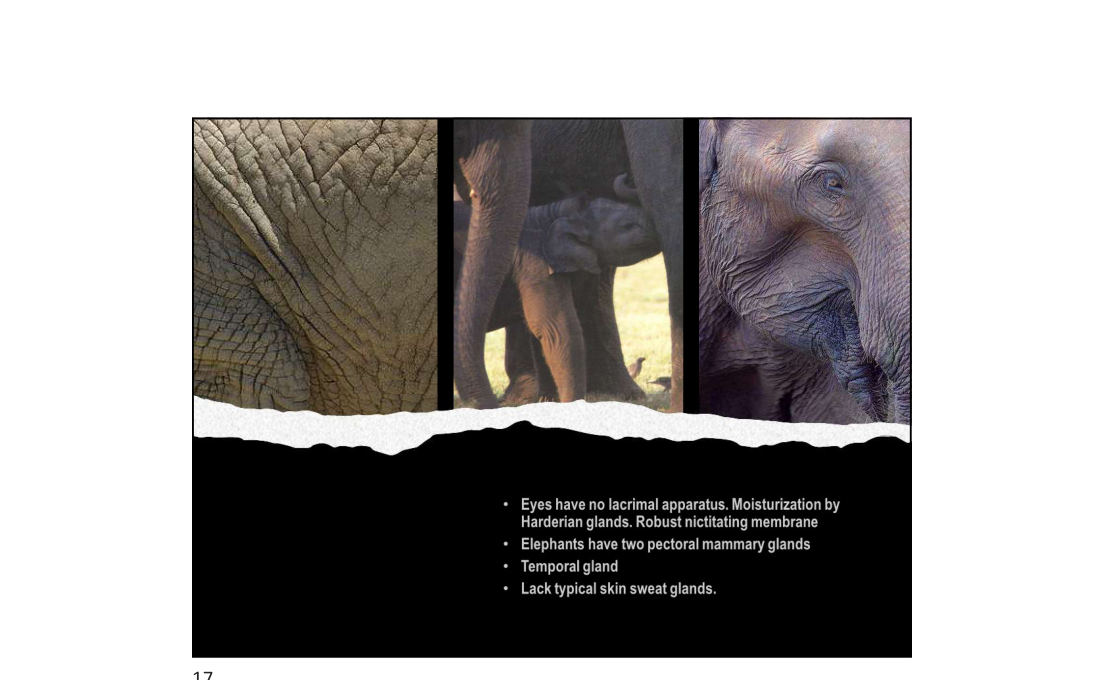 • Eyes have no lacrimal apparatus. Moisturization by
Harderian glands. Robust nictitating membrane
• Elephants have two pectoral mammary glands
• Temporal gland
• Lack typical skin sweat glands.
17